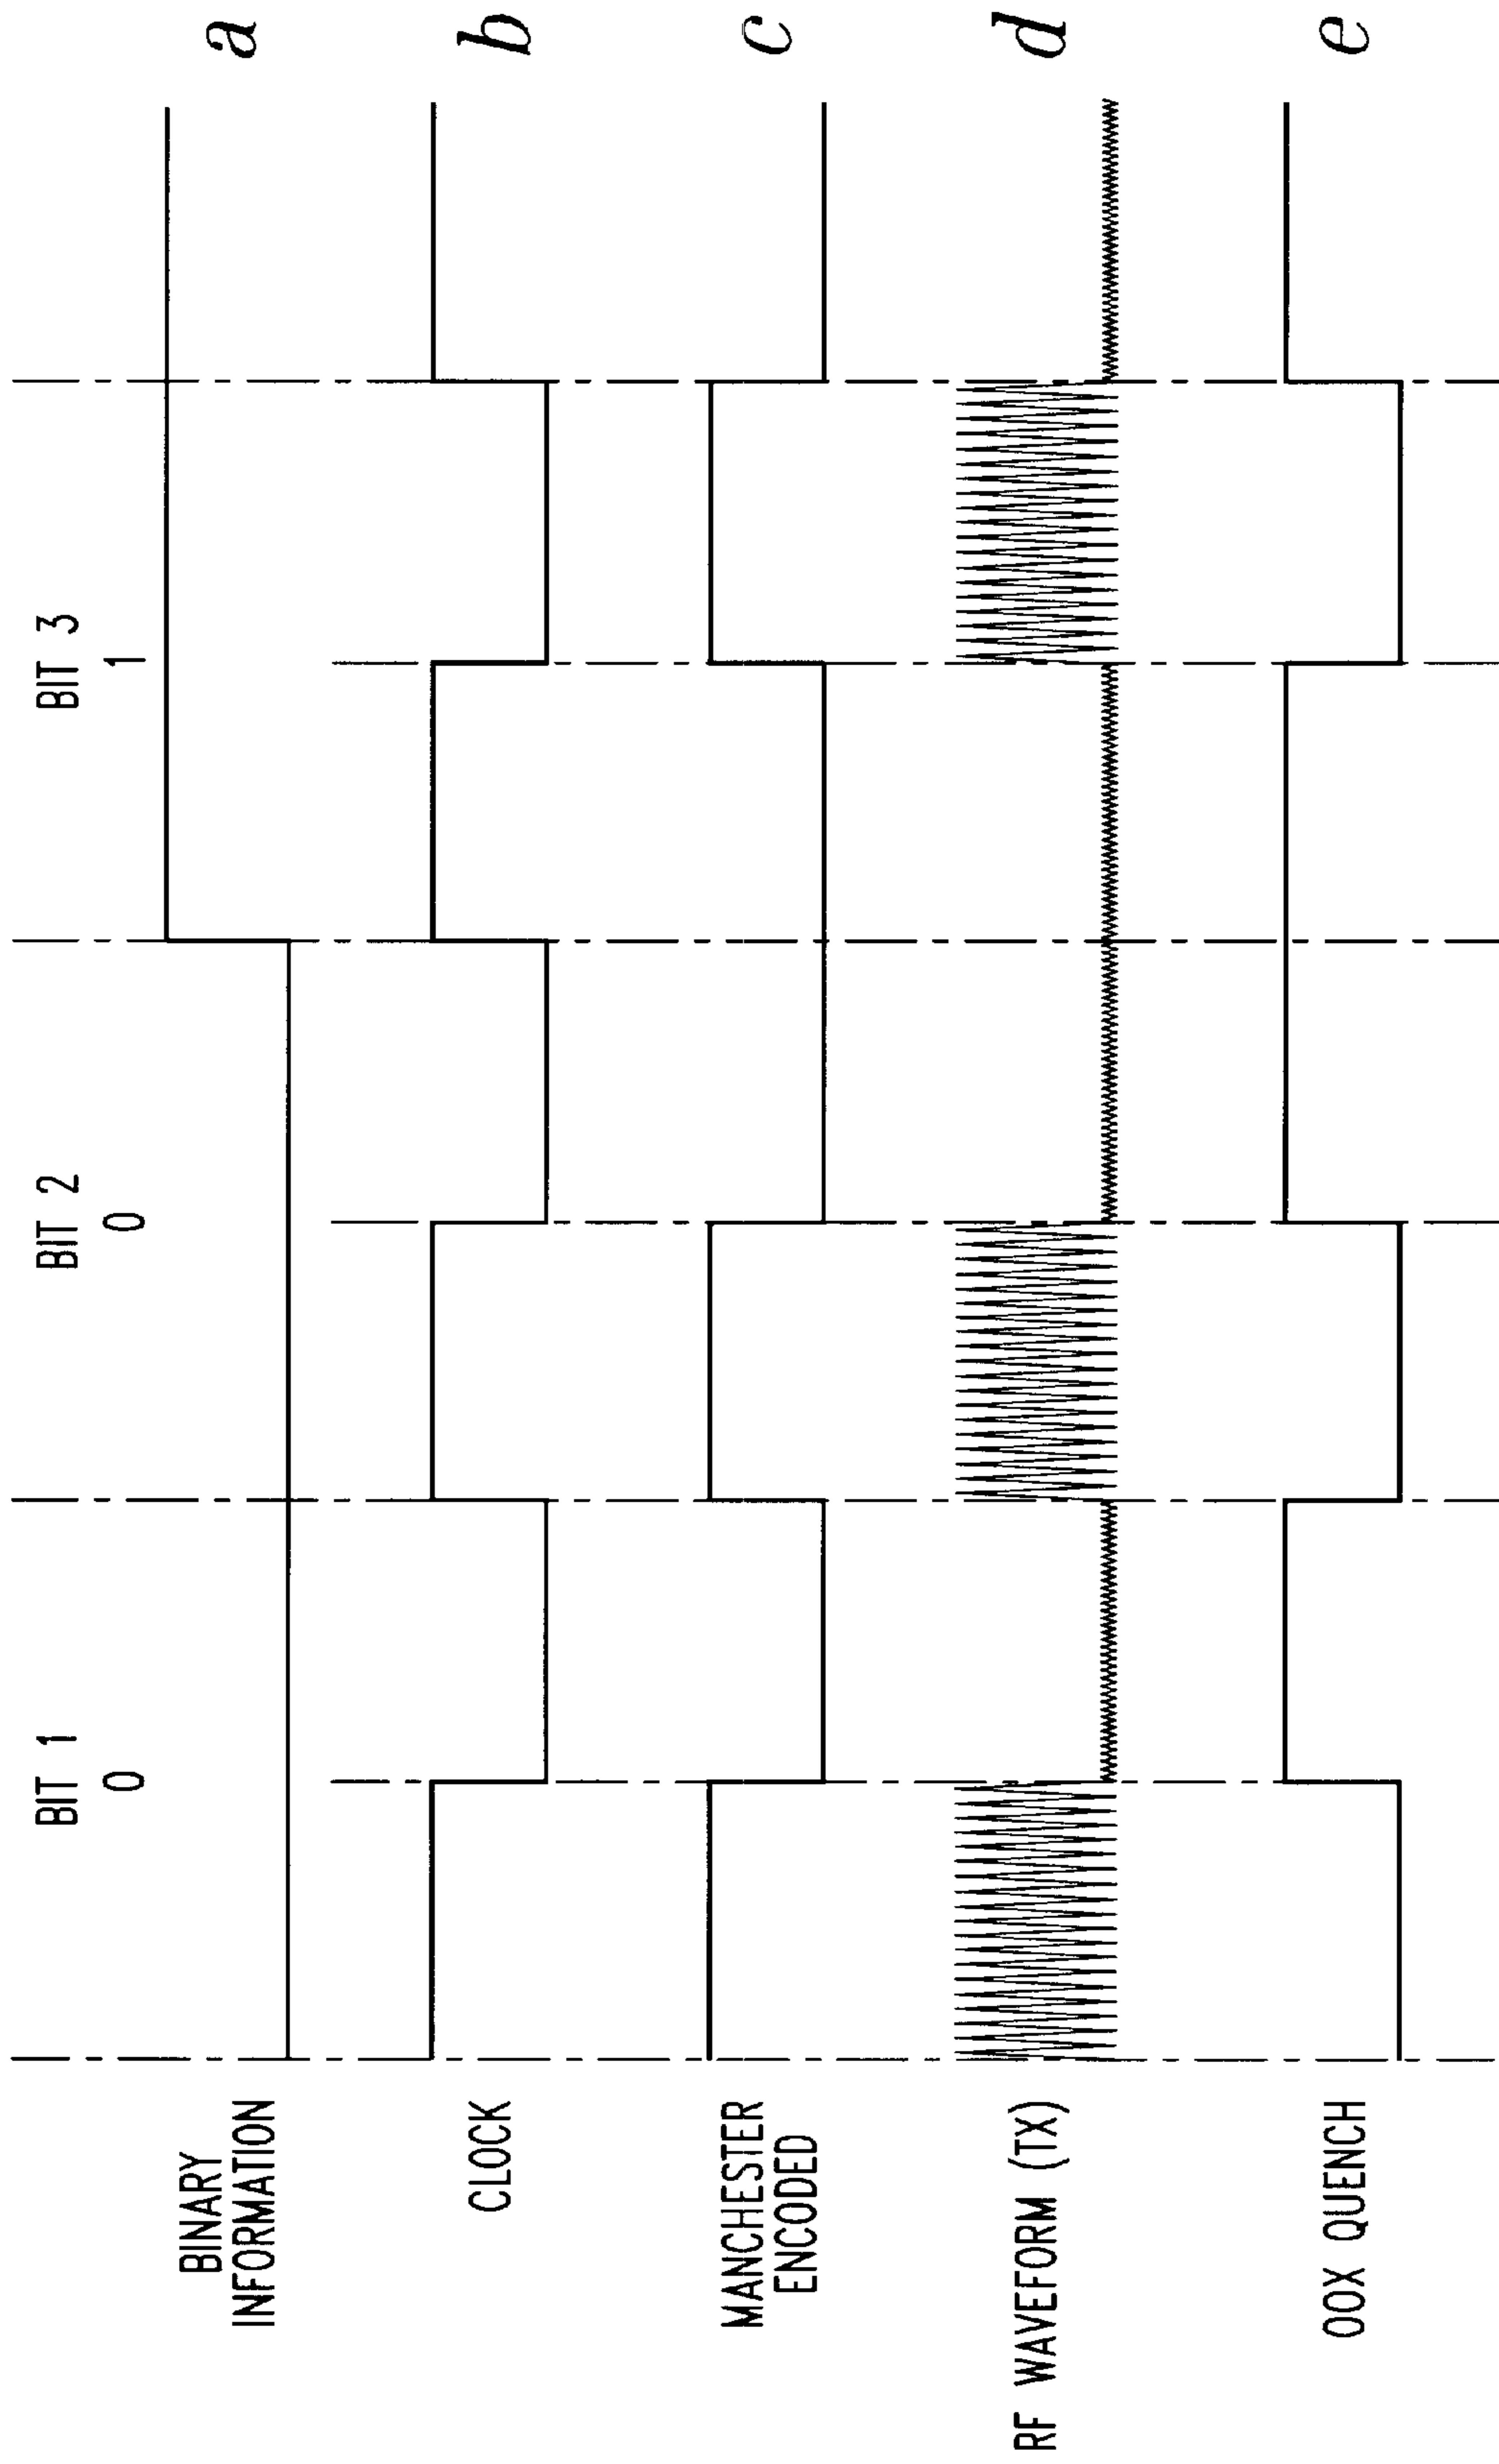 BIT 1
0
BIT 2
0
BIT 3
1
BINARY
INFORMATION
a
CLOCK
b
MANCHESTER
ENCODED
c
RF WAVEFORM (TX)
d
OOX QUENCH
e